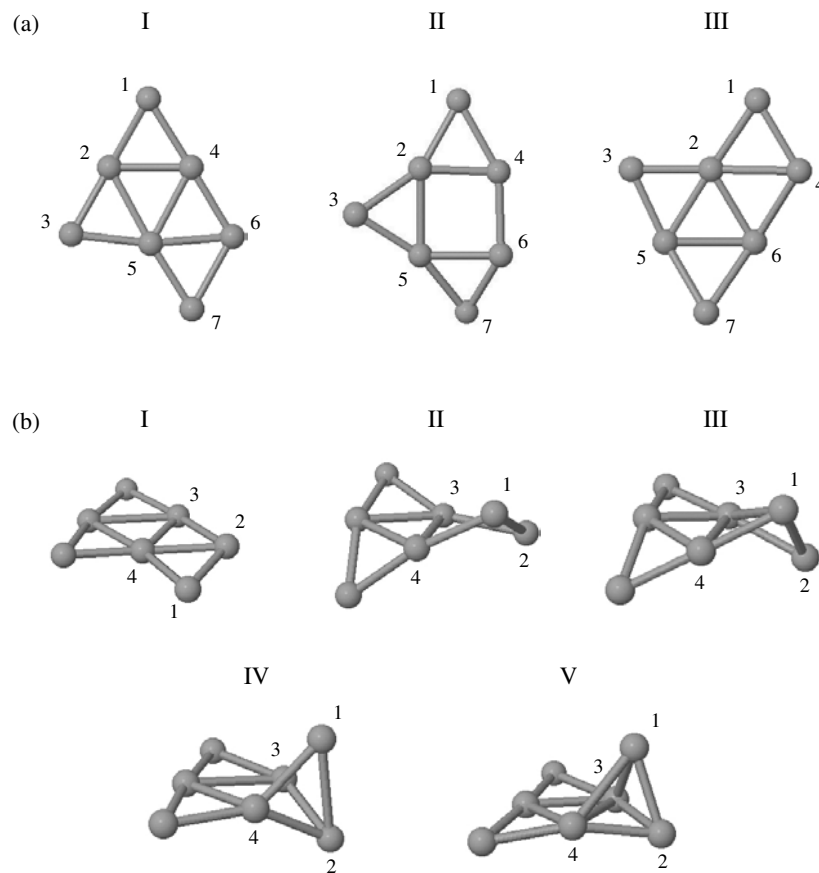 (a) I II III
1 1 1
2 4 2 4 3 2 4
3 6 3 6
5 5 5 6
7 7 7
(b) I II III
3 3 1 3 1
2
4 4 2 4 2
1
IV V
1 1
3 3
4 4
2 2